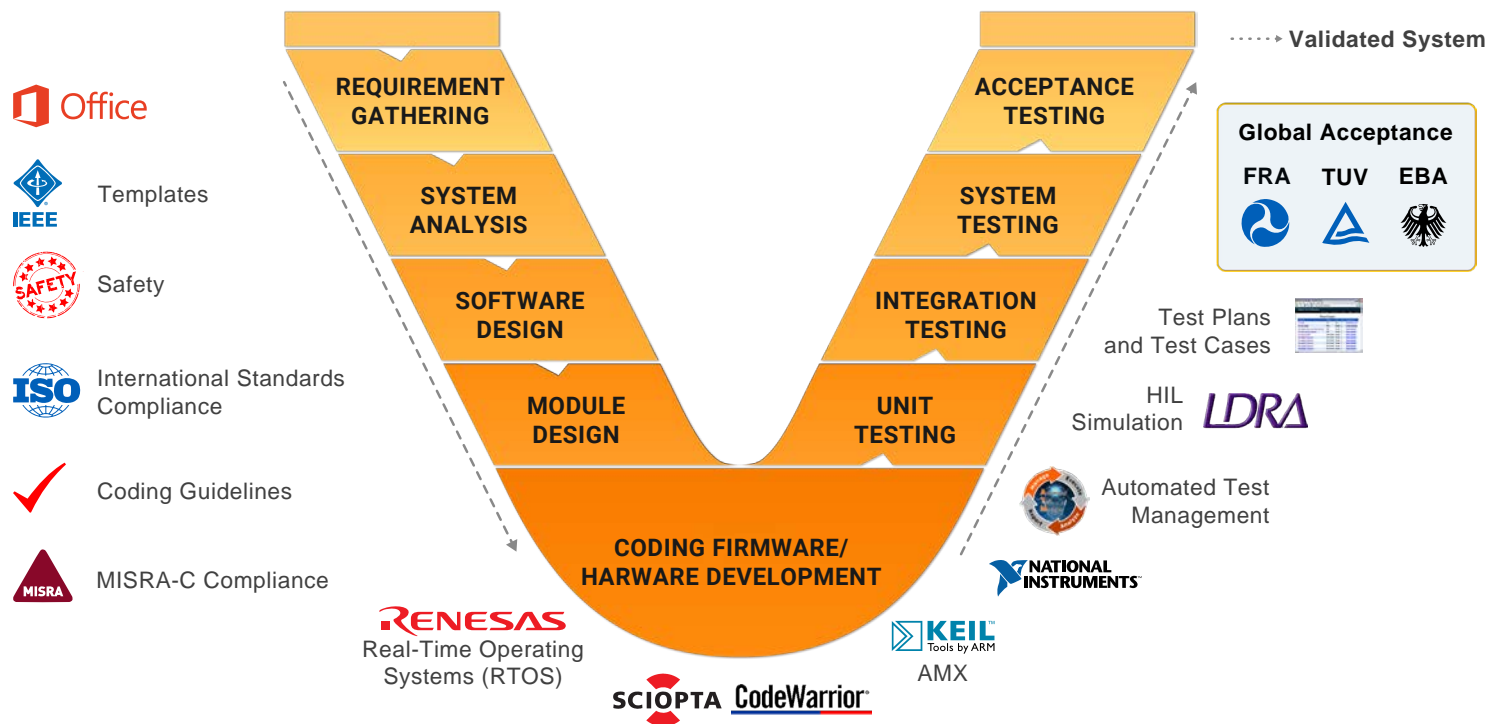 Validated System
REQUIREMENT
GATHERING
ACCEPTANCE
TESTING
Office
Global Acceptance
FRA TUV EBA
IEEE
Templates
SYSTEM
ANALYSIS
SYSTEM
TESTING
SAFETY
Safety
SOFTWARE
DESIGN
INTEGRATION
TESTING
Test Plans
and Test Cases
ISO
International Standards
Compliance
MODULE
DESIGN
UNIT
TESTING
HIL
Simulation
LDRA
Coding Guidelines
Automated Test
Management
CODING FIRMWARE/
HARWARE DEVELOPMENT
MISRA
MISRA-C Compliance
NATIONAL
INSTRUMENTS™
RENESAS
Real-Time Operating
Systems (RTOS)
KEIL™
Tools by ARM
AMX
SCIOPTA
CodeWarrior®